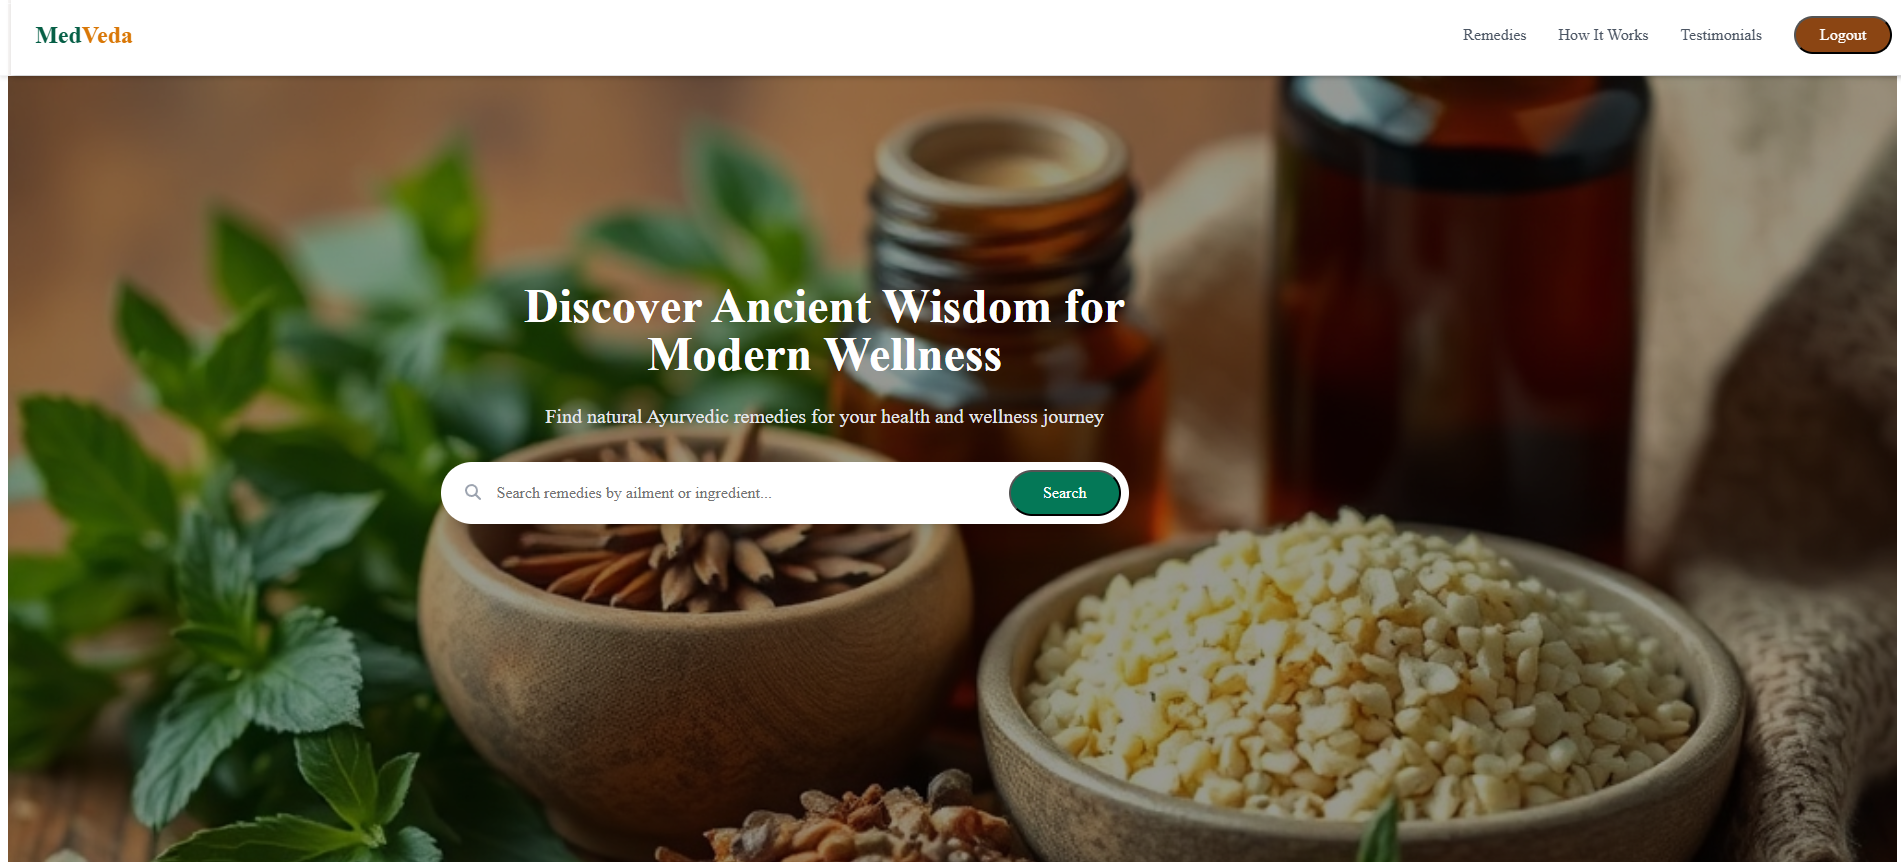 MedVeda
Remedies
How It Works
Testimonials
Logout
Discover Ancient Wisdom for
Modern Wellness
Find natural Ayurvedic remedies for your health and wellness journey
Search remedies by ailment or ingredient...
Search